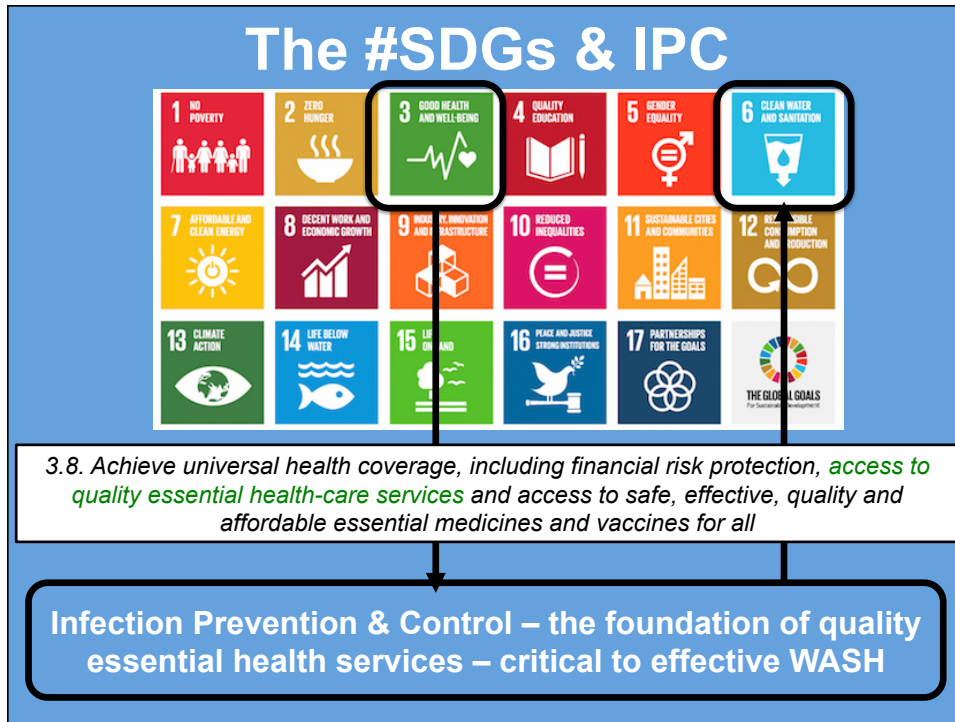 The #SDGs & IPC
1 NO
POVERTY
2 ZERO
HUNGER
3 GOOD HEALTH
AND WELL-BEING
4 QUALITY
EDUCATION
5 GENDER
EQUALITY
6 CLEAN WATER
AND SANITATION
7 AFFORDABLE AND
CLEAN ENERGY
8 DECENT WORK AND
ECONOMIC GROWTH
9 INDUSTRY, INNOVATION
AND INFRASTRUCTURE
10 REDUCED
INEQUALITIES
11 SUSTAINABLE CITIES
AND COMMUNITIES
12 RESPONSIBLE
CONSUMPTION
AND PRODUCTION
13 CLIMATE
ACTION
14 LIFE BELOW
WATER
15 LIFE
ON LAND
16 PEACE AND JUSTICE
STRONG INSTITUTIONS
17 PARTNERSHIPS
FOR THE GOALS
THE GLOBAL GOALS
For Sustainable Development
3.8. Achieve universal health coverage, including financial risk protection, access to
quality essential health-care services and access to safe, effective, quality and
affordable essential medicines and vaccines for all
Infection Prevention & Control – the foundation of quality
essential health services – critical to effective WASH